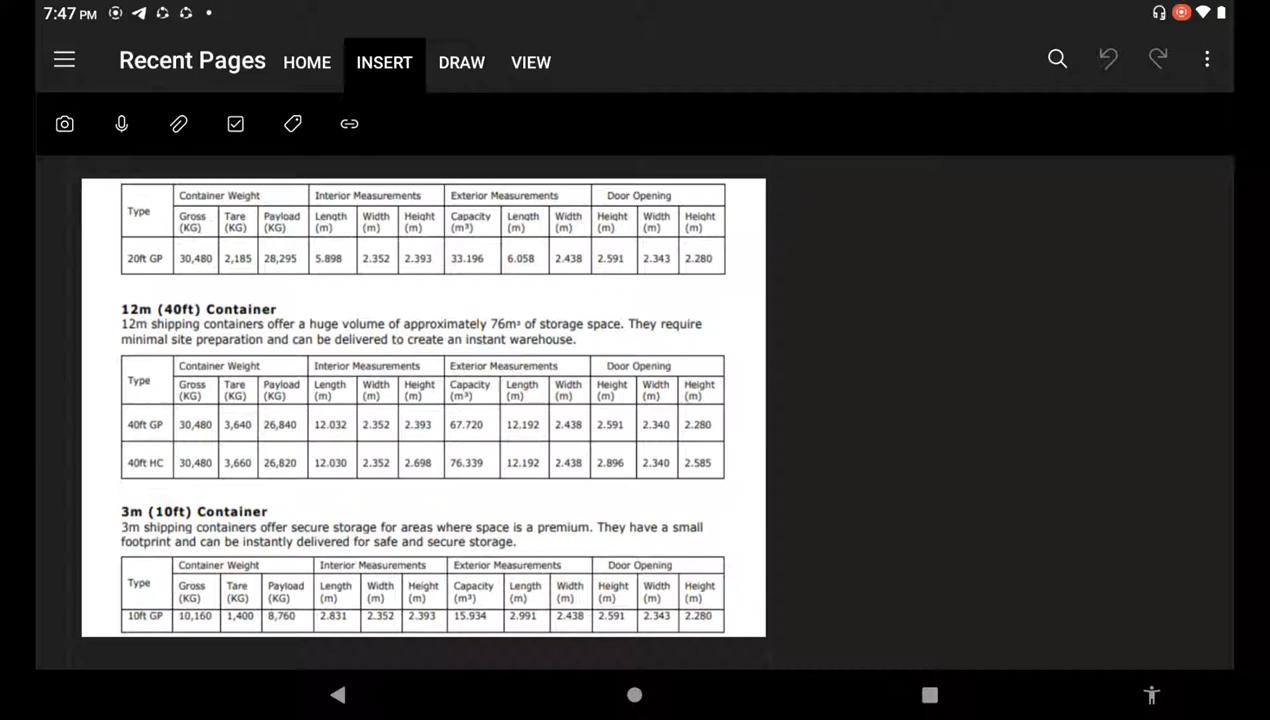 7:47 PM
Recent Pages HOME INSERT DRAW VIEW
Type Container Weight Interior Measurements Exterior Measurements Door Opening
Gross (KG) Tare (KG) Payload (KG) Length (m) Width (m) Height (m) Capacity (m³) Length (m) Width (m) Height (m) Width (m) Height (m)
20ft GP 30,480 2,185 28,295 5.898 2.352 2.393 33.196 6.058 2.438 2.591 2.343 2.280
12m (40ft) Container
12m shipping containers offer a huge volume of approximately 76m³ of storage space. They require
minimal site preparation and can be delivered to create an instant warehouse.
Type Container Weight Interior Measurements Exterior Measurements Door Opening
Gross (KG) Tare (KG) Payload (KG) Length (m) Width (m) Height (m) Capacity (m³) Length (m) Width (m) Height (m) Width (m) Height (m)
40ft GP 30,480 3,640 26,840 12.032 2.352 2.393 67.720 12.192 2.438 2.591 2.340 2.280
40ft HC 30,480 3,660 26,820 12.030 2.352 2.698 76.339 12.192 2.438 2.896 2.340 2.585
3m (10ft) Container
3m shipping containers offer secure storage for areas where space is a premium. They have a small
footprint and can be instantly delivered for safe and secure storage.
Type Container Weight Interior Measurements Exterior Measurements Door Opening
Gross (KG) Tare (KG) Payload (KG) Length (m) Width (m) Height (m) Capacity (m³) Length (m) Width (m) Height (m) Width (m) Height (m)
10ft GP 10,160 1,400 8,760 2.831 2.352 2.393 15.934 2.991 2.438 2.591 2.343 2.280